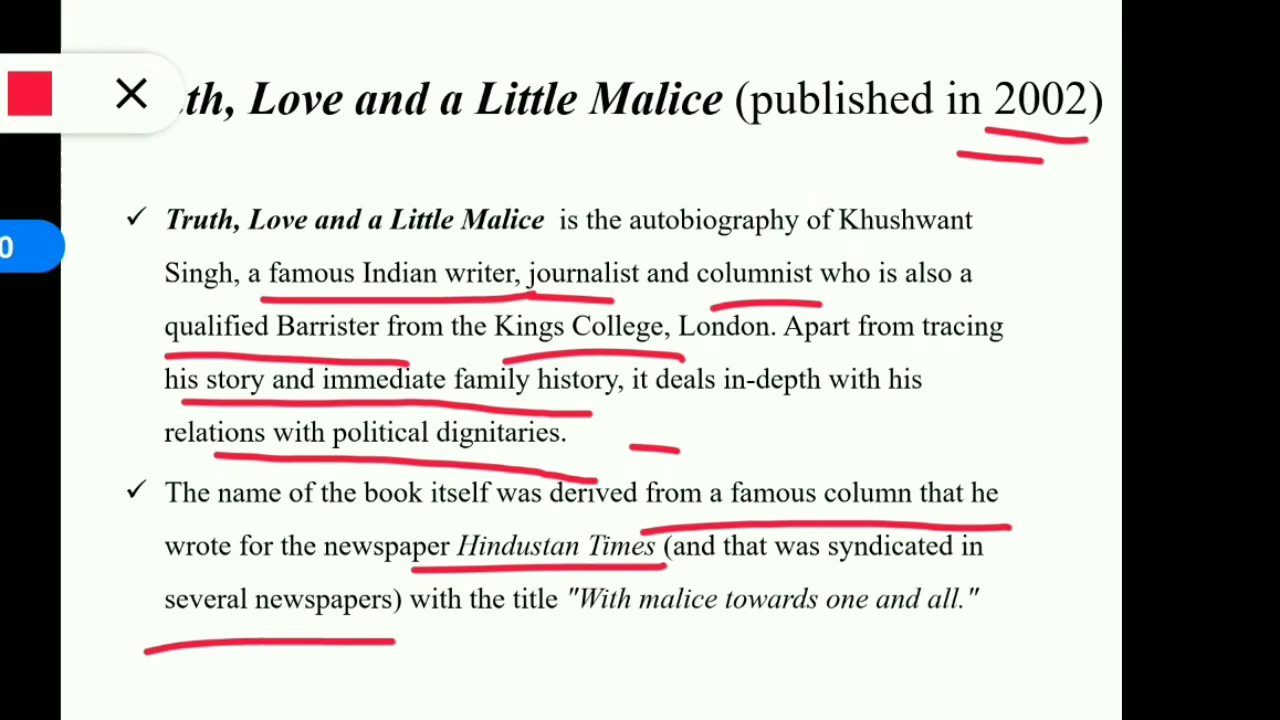 th, Love and a Little Malice (published in 2002)
✓ Truth, Love and a Little Malice is the autobiography of Khushwant
0
Singh, a famous Indian writer, journalist and columnist who is also a
qualified Barrister from the Kings College, London. Apart from tracing
his story and immediate family history, it deals in-depth with his
relations with political dignitaries.
✓ The name of the book itself was derived from a famous column that he
wrote for the newspaper Hindustan Times (and that was syndicated in
several newspapers) with the title "With malice towards one and all."